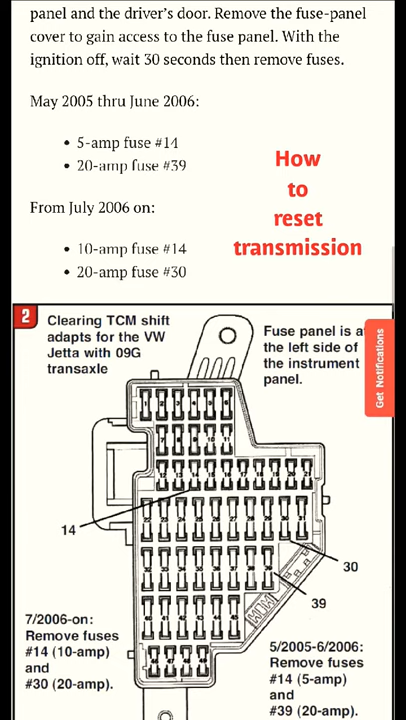 panel and the driver's door. Remove the fuse-panel
cover to gain access to the fuse panel. With the
ignition off, wait 30 seconds then remove fuses.
May 2005 thru June 2006:
• 5-amp fuse #14
• 20-amp fuse #39
From July 2006 on:
• 10-amp fuse #14
• 20-amp fuse #30
How
to
reset
transmission
2
Clearing TCM shift
adapts for the VW
Jetta with 09G
transaxle
Fuse panel is a
the left side of
the instrument
panel.
Get Notifications
14
30
39
7/2006-on:
Remove fuses
#14 (10-amp)
and
#30 (20-amp).
5/2005-6/2006:
Remove fuses
#14 (5-amp)
and
#39 (20-amp).